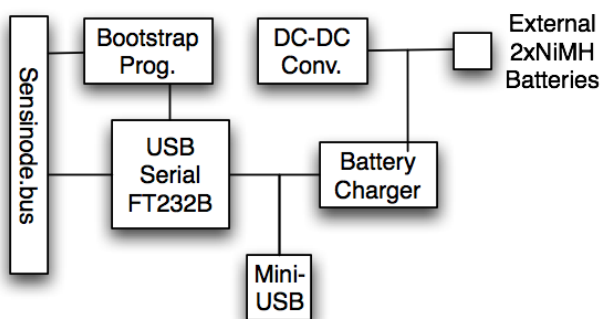 Sensinode.bus
Bootstrap
Prog.
DC-DC
Conv.
External
2xNiMH
Batteries
USB
Serial
FT232B
Battery
Charger
Mini-
USB